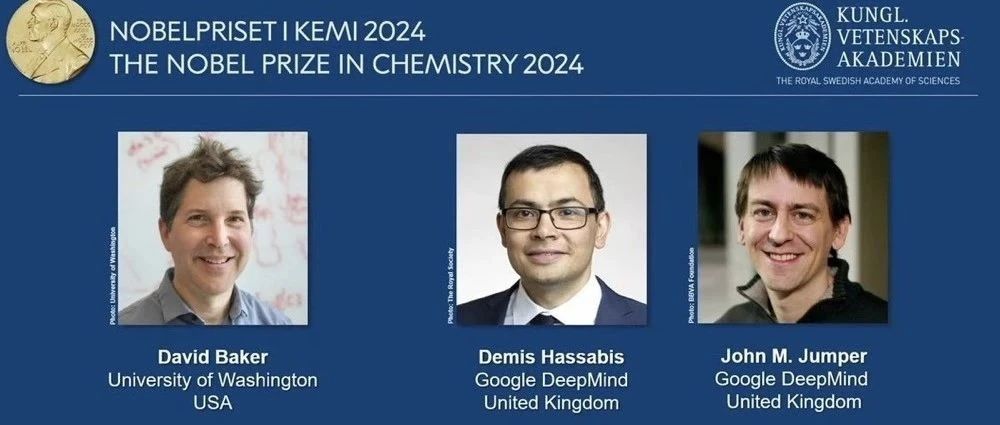 NOBELPRISET I KEMI 2024
THE NOBEL PRIZE IN CHEMISTRY 2024
KUNGL.
VETENSKAPS-
AKADEMIEN
THE ROYAL SWEDISH ACADEMY OF SCIENCES
Photo: University of Washington
Photo: The Royal Society
Photo: BBVA Foundation
David Baker
University of Washington
USA
Demis Hassabis
Google DeepMind
United Kingdom
John M. Jumper
Google DeepMind
United Kingdom